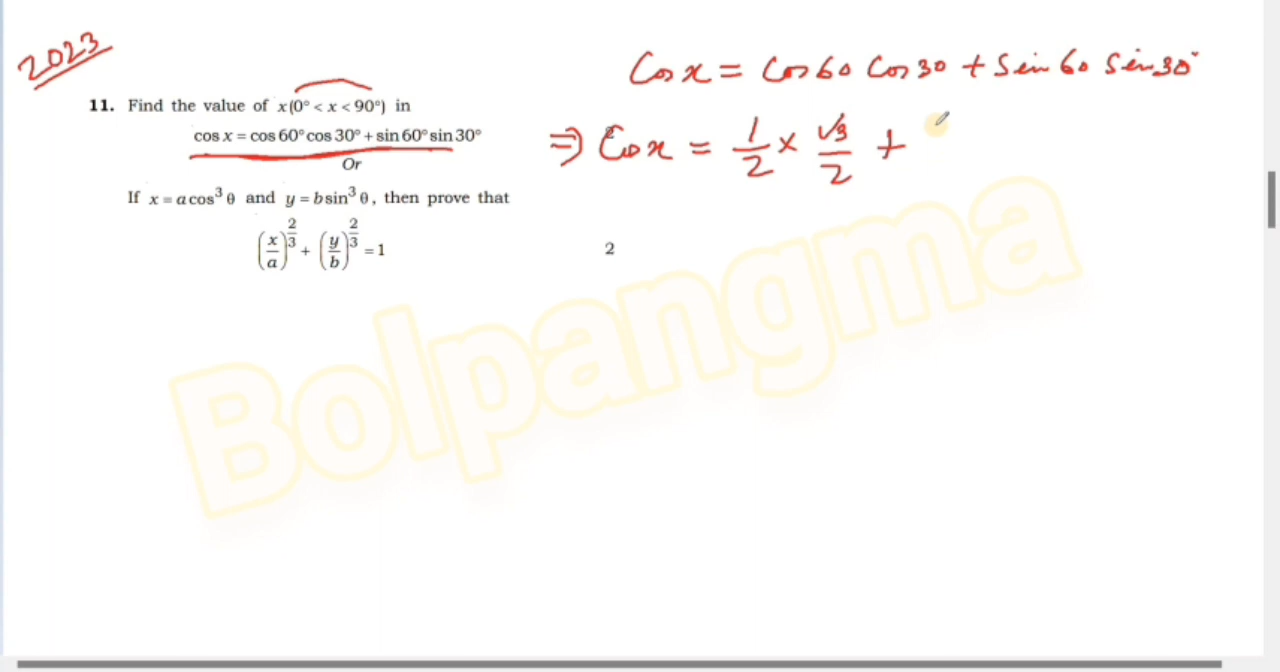 2023
11. Find the value of x(0° < x < 90°) in
cos x = cos 60° cos 30° + sin 60° sin 30°
Or
If x = a cos³ θ and y = b sin³ θ, then prove that
(x/a)^(2/3) + (y/b)^(2/3) = 1
2
Cos x = Cos 60 Cos 30 + Sin 60 Sin 30°
⇒ Cos x = 1/2 × √3/2 +
Bolpangma